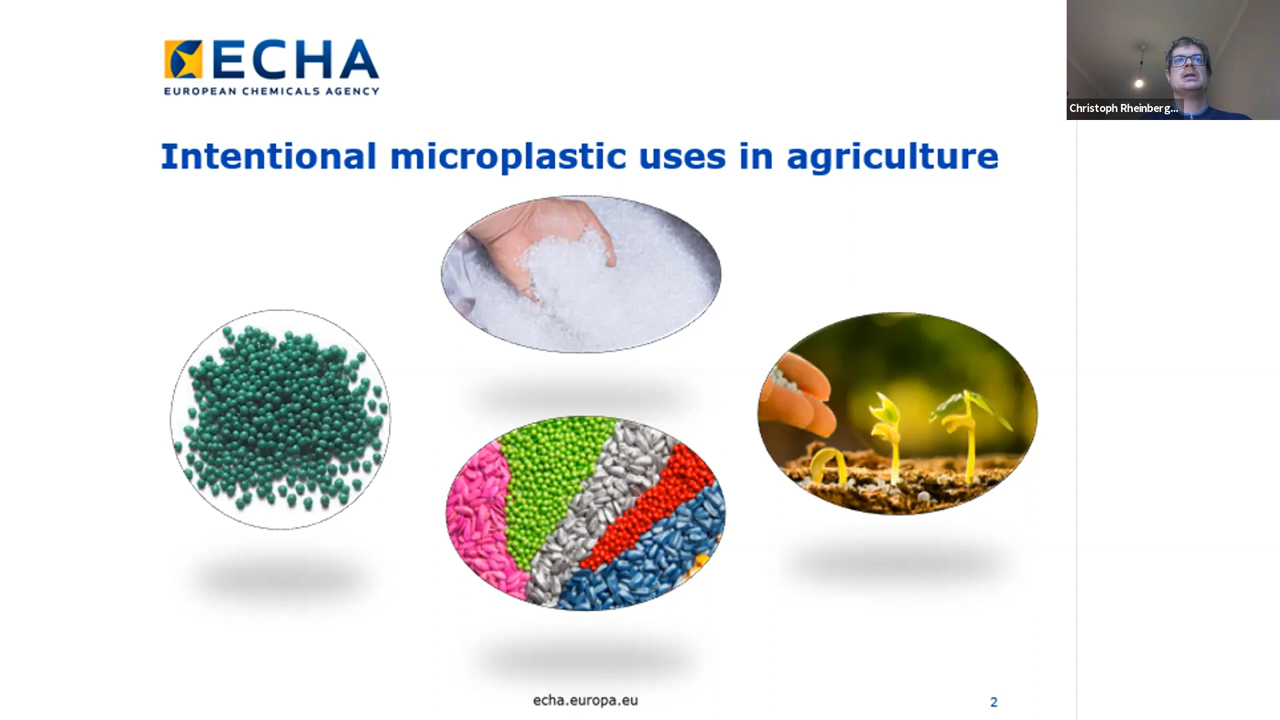 ECHA
EUROPEAN CHEMICALS AGENCY
Christoph Rheinberg...
Intentional microplastic uses in agriculture
echa.europa.eu
2